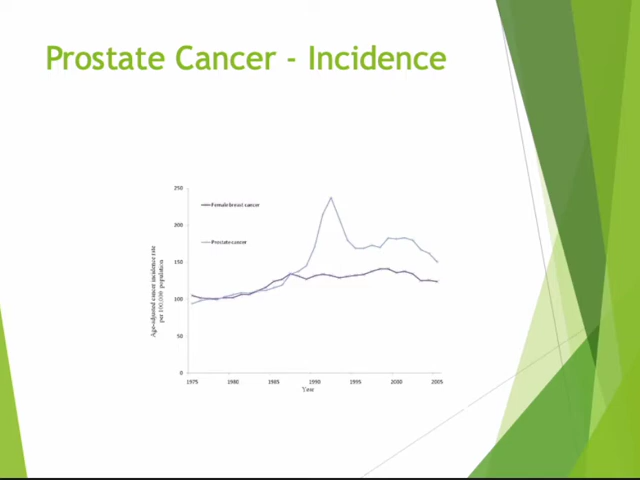 Prostate Cancer - Incidence
250
Female breast cancer
200
Prostate cancer
150
100
50
0
Age-adjusted cancer incidence rate
per 100,000 population
1975 1980 1985 1990 1995 2000 2005
Year